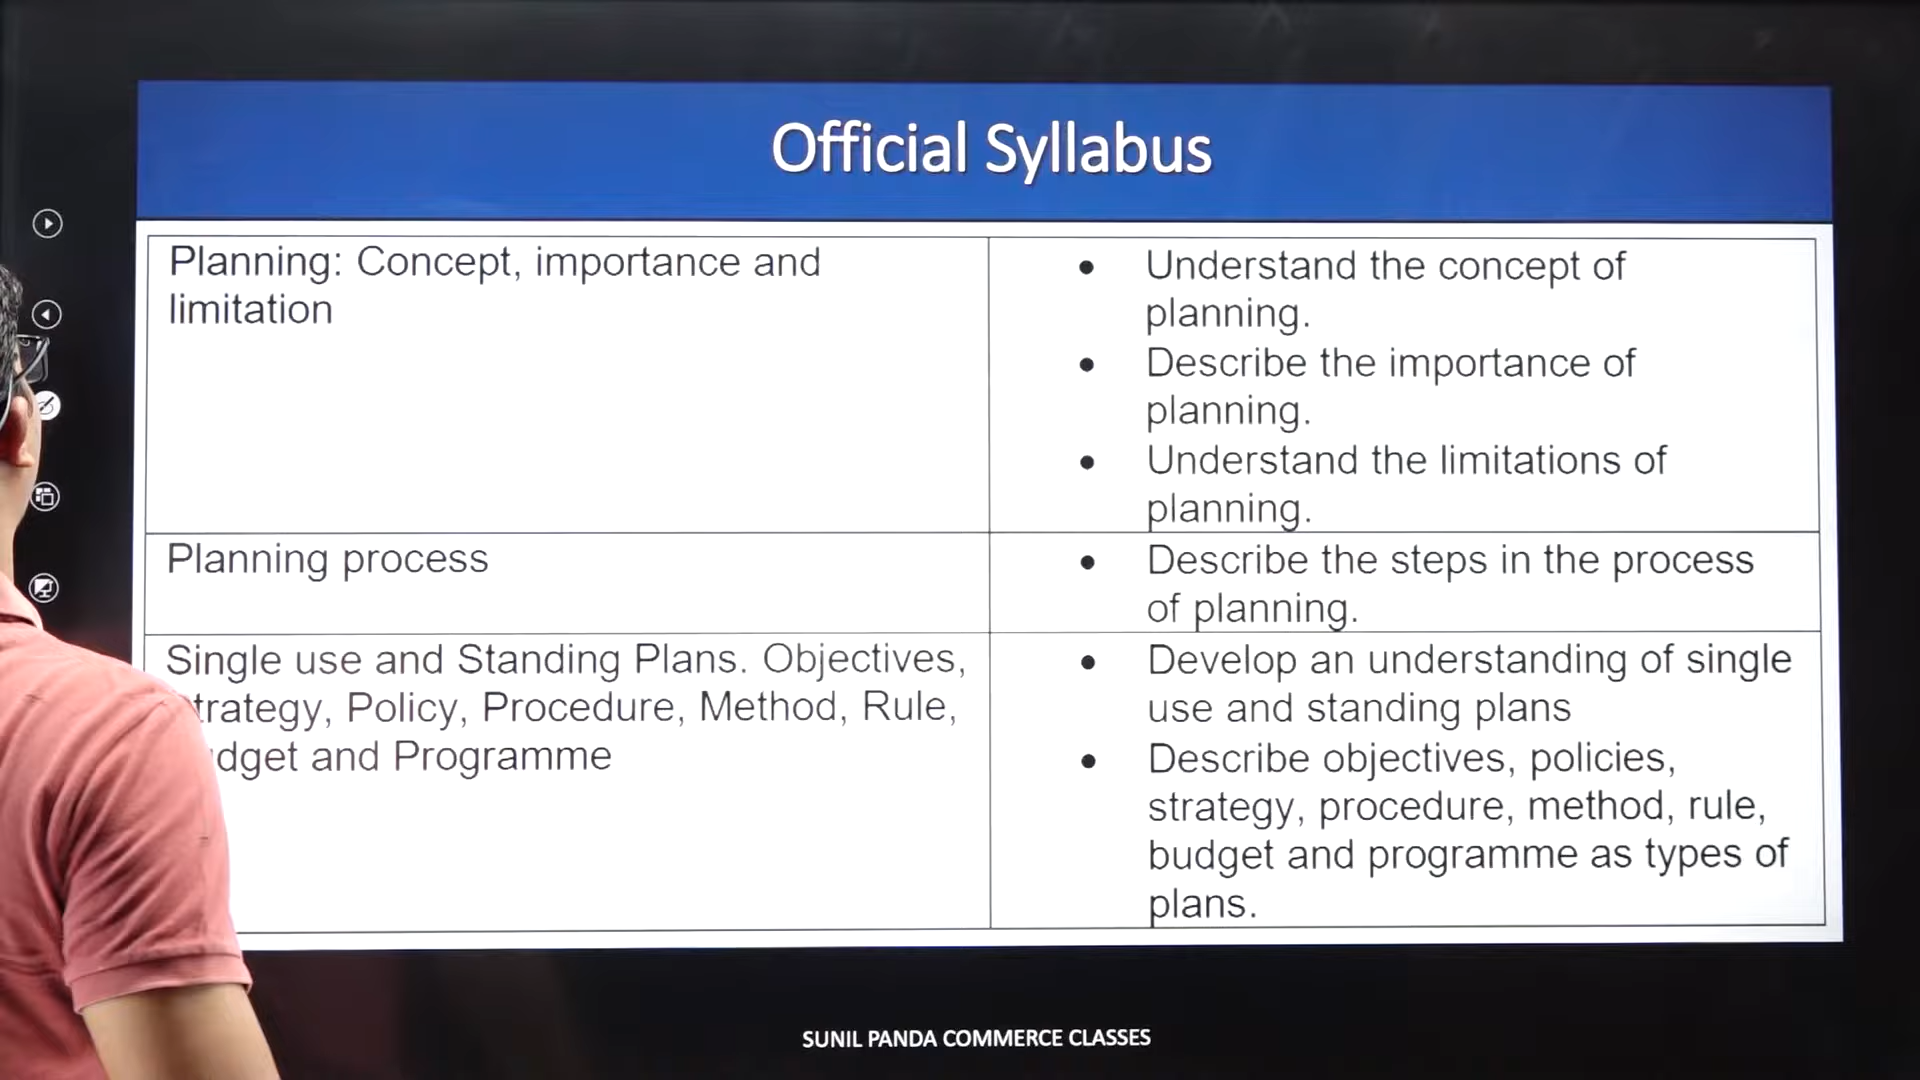 Official Syllabus
Planning: Concept, importance and
limitation
• Understand the concept of
planning.
• Describe the importance of
planning.
• Understand the limitations of
planning.
Planning process
• Describe the steps in the process
of planning.
Single use and Standing Plans. Objectives,
trategy, Policy, Procedure, Method, Rule,
dget and Programme
• Develop an understanding of single
use and standing plans
• Describe objectives, policies,
strategy, procedure, method, rule,
budget and programme as types of
plans.
SUNIL PANDA COMMERCE CLASSES